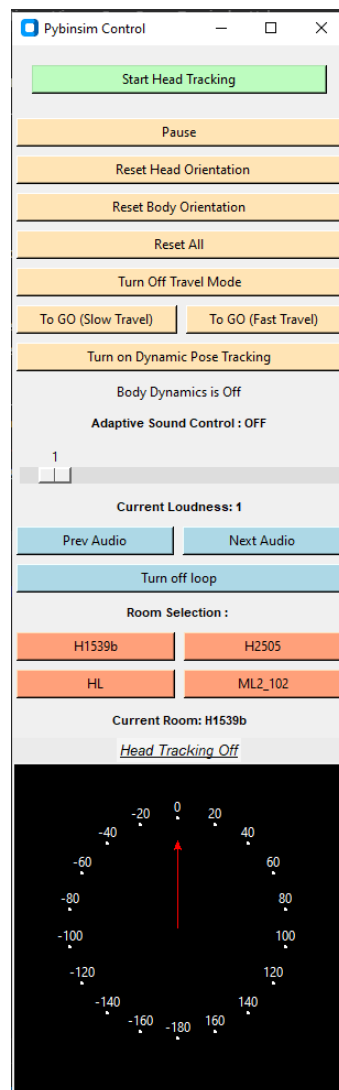 Pybinsim Control
Start Head Tracking
Pause
Reset Head Orientation
Reset Body Orientation
Reset All
Turn Off Travel Mode
To GO (Slow Travel) To GO (Fast Travel)
Turn on Dynamic Pose Tracking
Body Dynamics is Off
Adaptive Sound Control : OFF
1
Current Loudness: 1
Prev Audio Next Audio
Turn off loop
Room Selection :
H1539b H2505
HL ML2_102
Current Room: H1539b
Head Tracking Off
-20 0 20
-40 40
-60 60
-80 80
-100 100
-120 120
-140 140
-160 -180 160